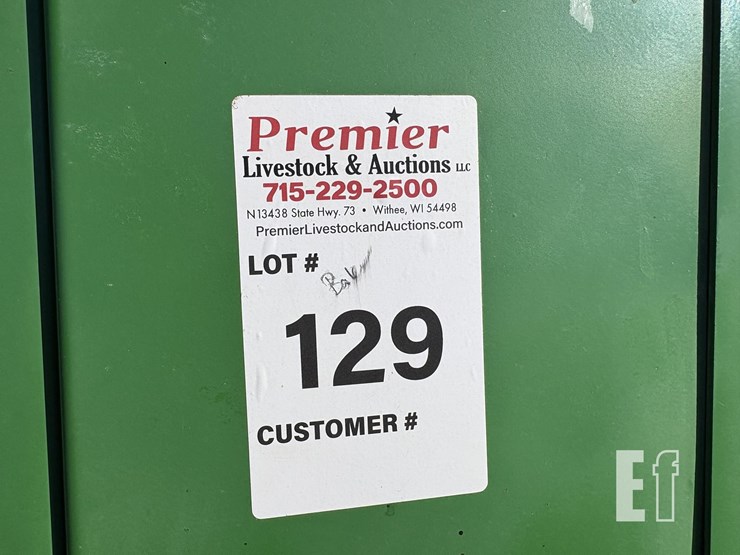 Premier
Livestock & Auctions LLC
715-229-2500
N13438 State Hwy. 73 • Withee, WI 54498
PremierLivestockandAuctions.com
LOT #
129
CUSTOMER #
Ef